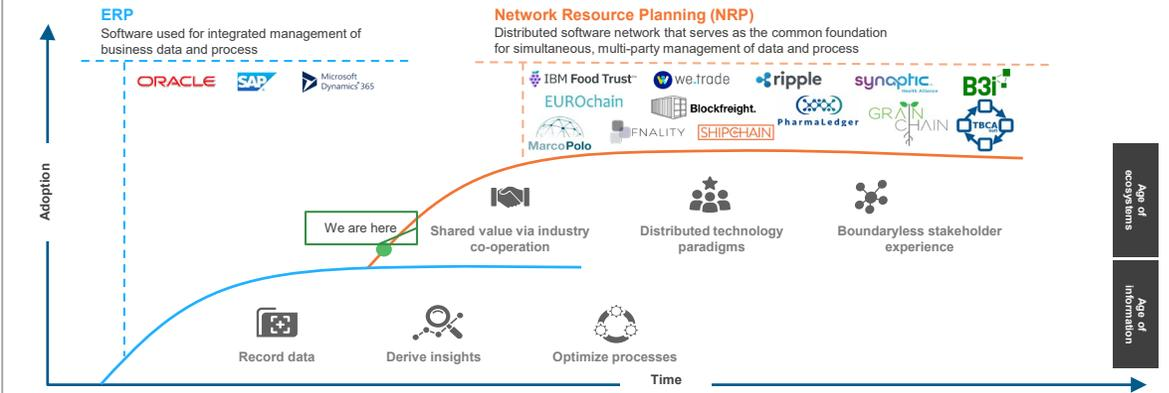 ERP
Software used for integrated management of
business data and process
Network Resource Planning (NRP)
Distributed software network that serves as the common foundation
for simultaneous, multi-party management of data and process
ORACLE
SAP
Microsoft
Dynamics 365
IBM Food Trust™
we.trade
ripple
synaptic
Health Alliance
B3i
EUROchain
Blockfreight.
PharmaLedger
GRAIN
CHAIN
TBCA
Soft
MarcoPolo
FNALITY
SHIPCHAIN
Adoption
We are here
Shared value via industry
co-operation
Distributed technology
paradigms
Boundaryless stakeholder
experience
Age of
ecosystems
Record data
Derive insights
Optimize processes
Age of
information
Time